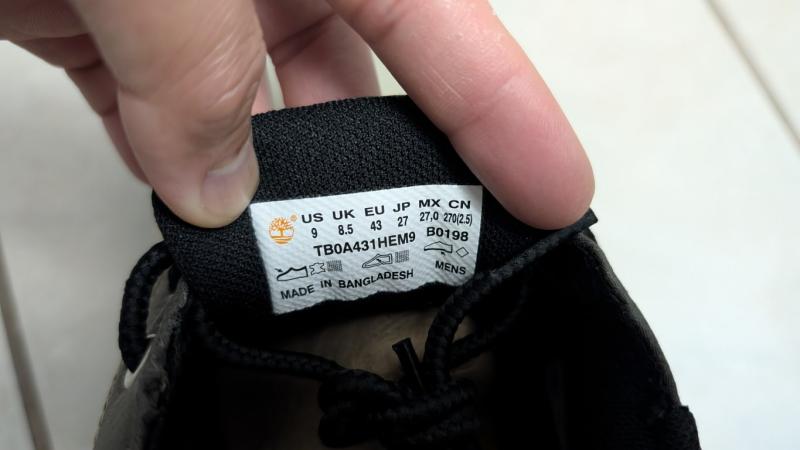 US UK EU JP MX CN
9 8.5 43 27 27,0 270(2.5)
TB0A431HEM9 B0198
MADE IN BANGLADESH MENS